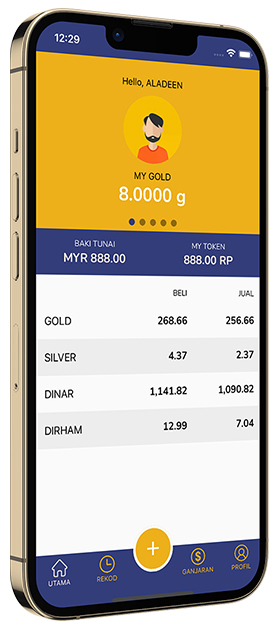 12:29
Hello, ALADEEN
MY GOLD
8.0000 g
BAKI TUNAI MY TOKEN
MYR 888.00 888.00 RP
BELI JUAL
GOLD 268.66 256.66
SILVER 4.37 2.37
DINAR 1,141.82 1,090.82
DIRHAM 12.99 7.04
UTAMA REKOD + GANJARAN PROFIL